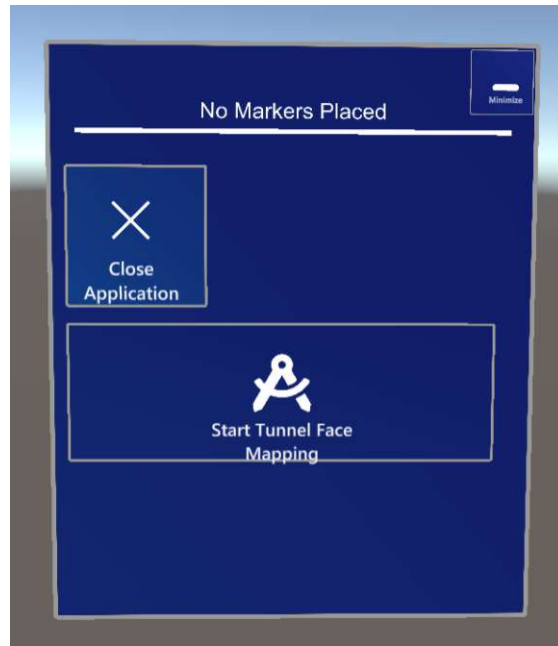 No Markers Placed
Minimize
Close
Application
Start Tunnel Face
Mapping